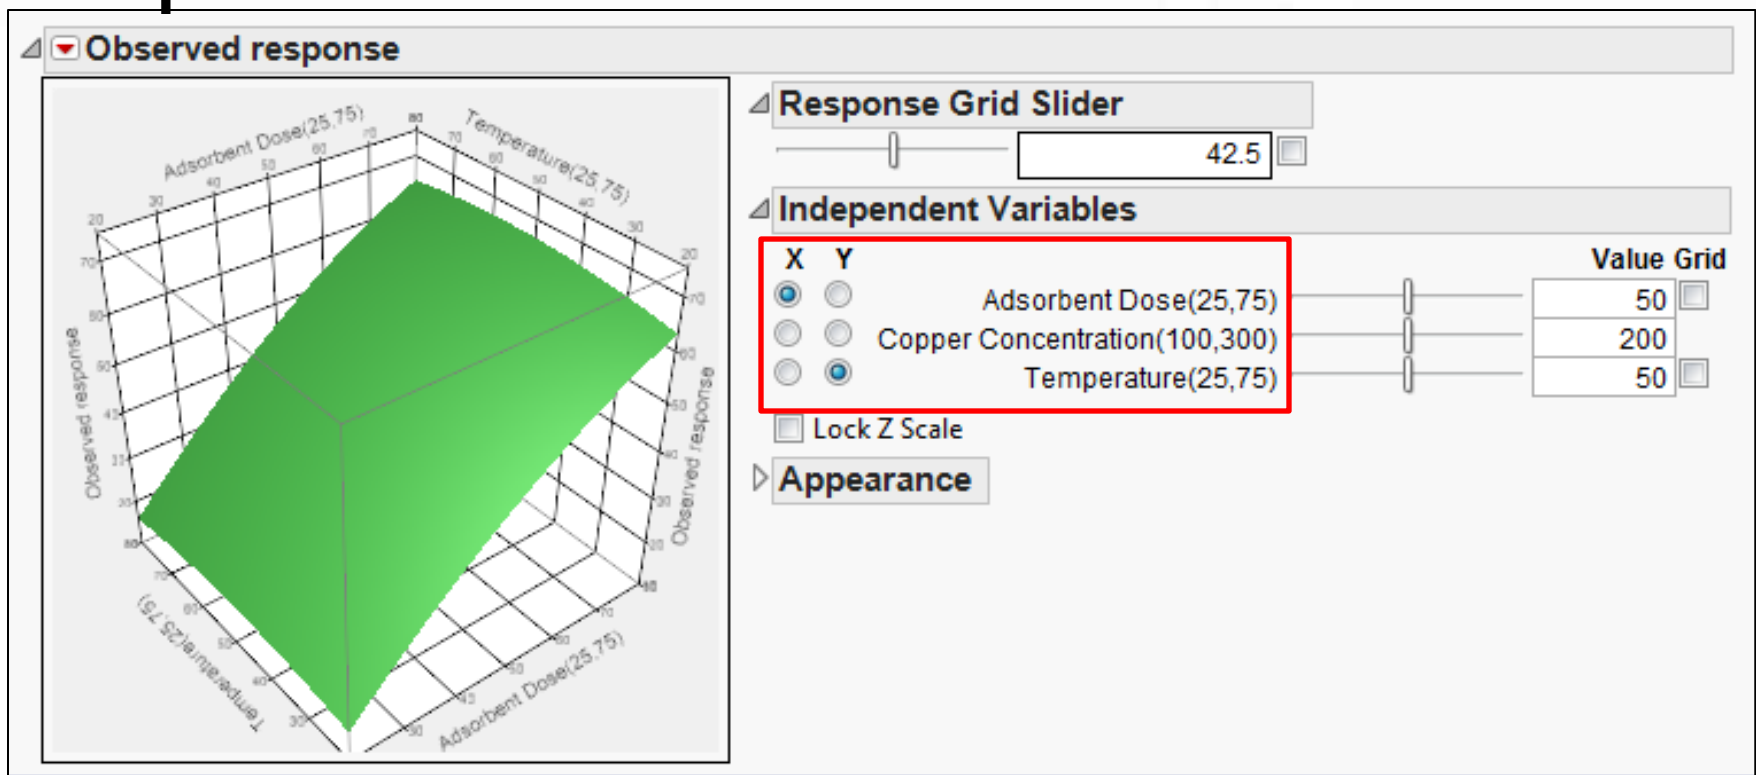 Observed response
Adsorbent Dose(25,75)
Temperature(25,75)
Observed response
Observed response
Temperature(25,75)
Adsorbent Dose(25,75)
Response Grid Slider
42.5
Independent Variables
X Y Value Grid
Adsorbent Dose(25,75) 50
Copper Concentration(100,300) 200
Temperature(25,75) 50
Lock Z Scale
Appearance